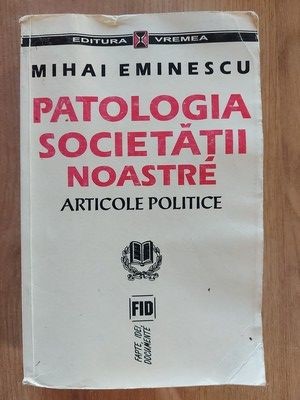 EDITURA VREMEA
MIHAI EMINESCU
PATOLOGIA
SOCIETĂȚII
NOASTRE
ARTICOLE POLITICE
FID
FAPTE, IDEI,
DOCUMENTE